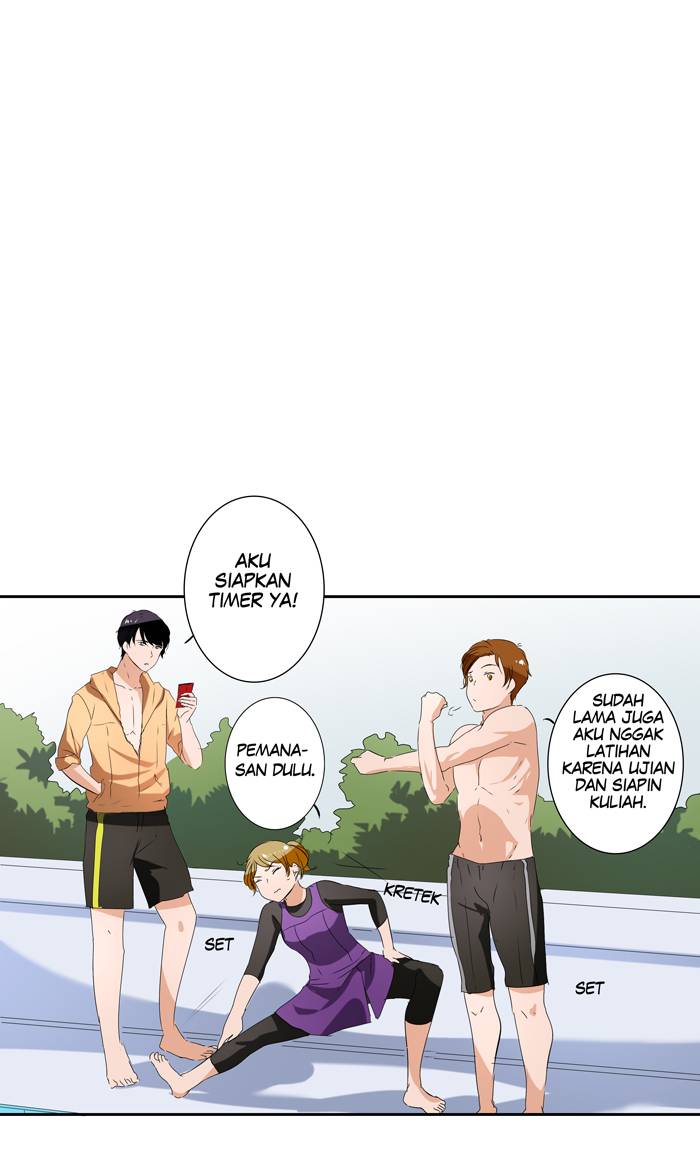 AKU
SIAPKAN
TIMER YA!
PEMANA-
SAN DULU.
SUDAH
LAMA JUGA
AKU NGGAK
LATIHAN
KARENA UJIAN
DAN SIAPIN
KULIAH.
KRETEK
SET
SET